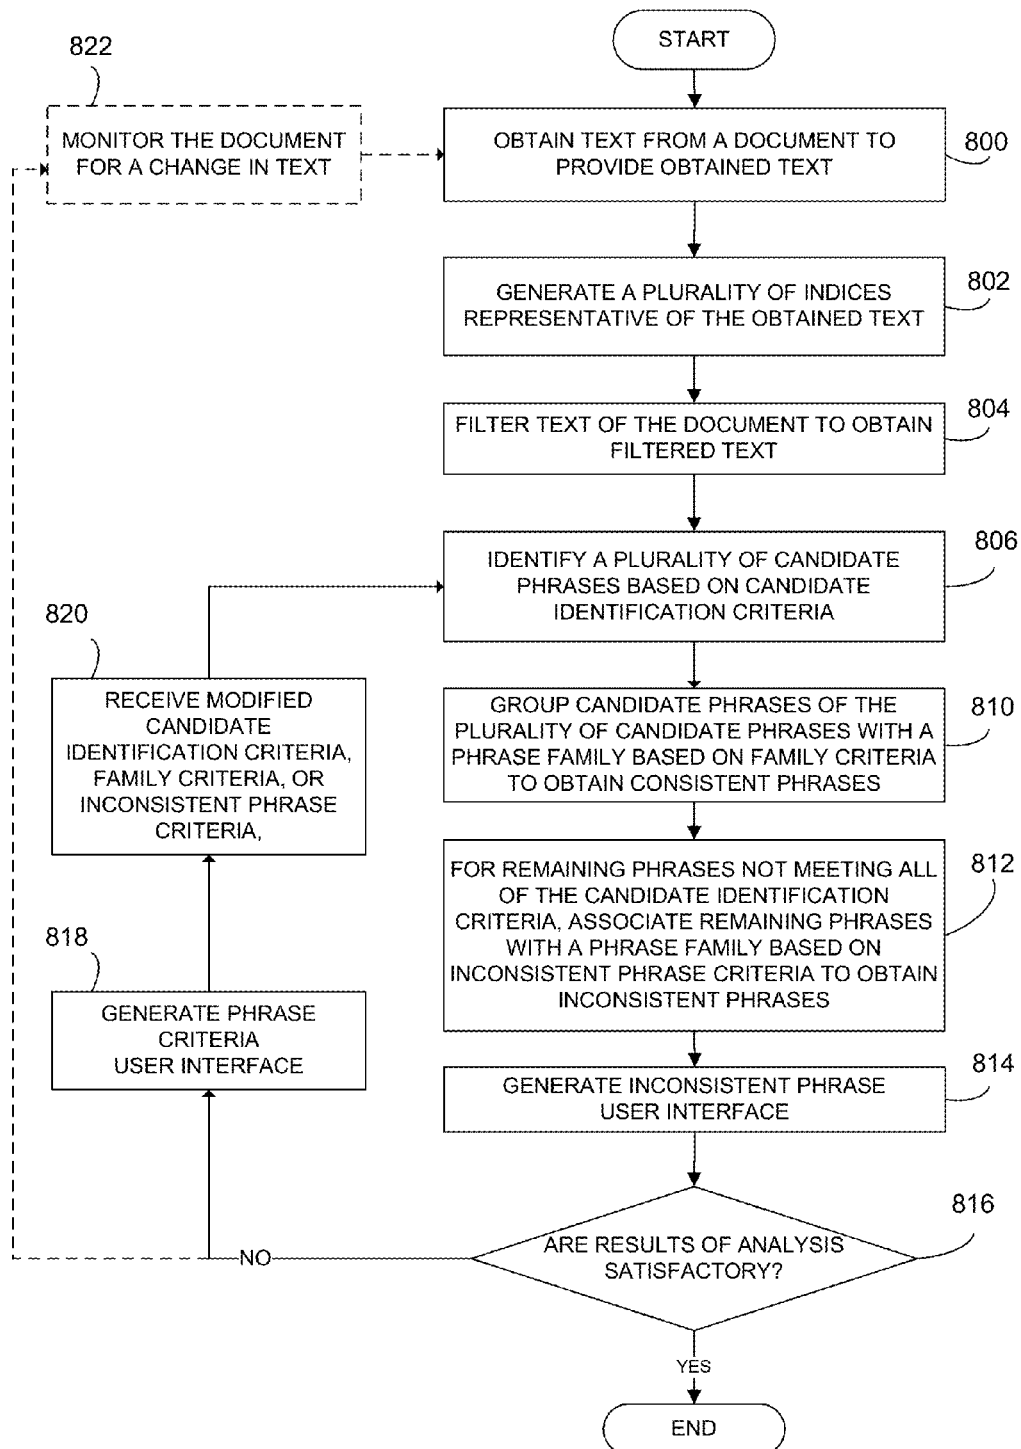 START
822
MONITOR THE DOCUMENT
FOR A CHANGE IN TEXT
OBTAIN TEXT FROM A DOCUMENT TO
PROVIDE OBTAINED TEXT
800
GENERATE A PLURALITY OF INDICES
REPRESENTATIVE OF THE OBTAINED TEXT
802
FILTER TEXT OF THE DOCUMENT TO OBTAIN
FILTERED TEXT
804
IDENTIFY A PLURALITY OF CANDIDATE
PHRASES BASED ON CANDIDATE
IDENTIFICATION CRITERIA
806
820
RECEIVE MODIFIED
CANDIDATE
IDENTIFICATION CRITERIA,
FAMILY CRITERIA, OR
INCONSISTENT PHRASE
CRITERIA,
GROUP CANDIDATE PHRASES OF THE
PLURALITY OF CANDIDATE PHRASES WITH A
PHRASE FAMILY BASED ON FAMILY CRITERIA
TO OBTAIN CONSISTENT PHRASES
810
FOR REMAINING PHRASES NOT MEETING ALL
OF THE CANDIDATE IDENTIFICATION
CRITERIA, ASSOCIATE REMAINING PHRASES
WITH A PHRASE FAMILY BASED ON
INCONSISTENT PHRASE CRITERIA TO OBTAIN
INCONSISTENT PHRASES
812
818
GENERATE PHRASE
CRITERIA
USER INTERFACE
GENERATE INCONSISTENT PHRASE
USER INTERFACE
814
ARE RESULTS OF ANALYSIS
SATISFACTORY?
816
NO
YES
END